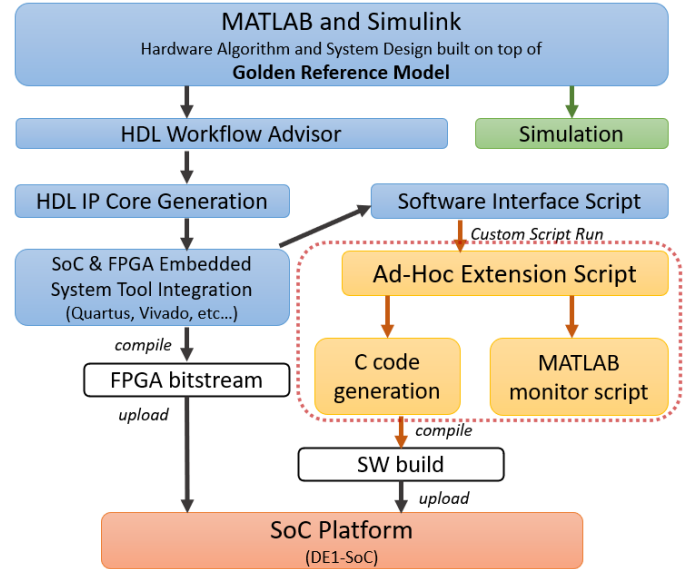 MATLAB and Simulink
Hardware Algorithm and System Design built on top of
Golden Reference Model
HDL Workflow Advisor
Simulation
HDL IP Core Generation
Software Interface Script
Custom Script Run
SoC & FPGA Embedded
System Tool Integration
(Quartus, Vivado, etc...)
Ad-Hoc Extension Script
compile
FPGA bitstream
upload
C code
generation
MATLAB
monitor script
compile
SW build
upload
SoC Platform
(DE1-SoC)